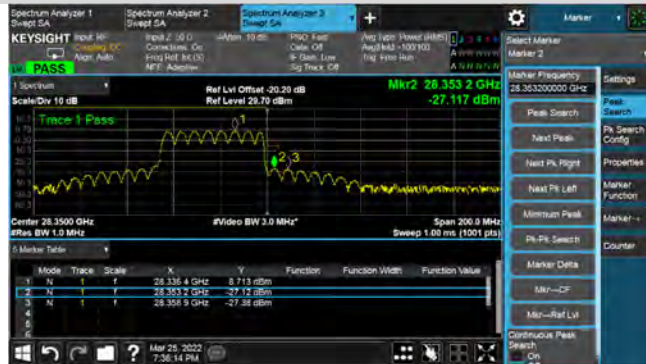 Spectrum Analyzer 1
Swept SA
Spectrum Analyzer 2
Swept SA
Spectrum Analyzer 3
Swept SA
+
Marker
KEYSIGHT
Input: RF
Coupling: DC
Align: Auto
Input Z: 50 Ω
Corrections: On
Freq Ref: Int (S)
NFE: Adaptive
Atten: 10 dB
PNO: Fast
Gate: Off
IF Gain: Low
Sig Track: Off
Avg Type: Power (RMS)
Avg|Hold: >100/100
Trig: Free Run
PASS
Select Marker
Marker 2
1 Spectrum
Scale/Div 10 dB
Ref Lvl Offset -20.20 dB
Ref Level 29.70 dBm
Mkr2 28.353 2 GHz
-27.117 dBm
Trace 1 Pass
1
2
3
Center 28.3500 GHz
#Res BW 1.0 MHz
#Video BW 3.0 MHz*
Span 200.0 MHz
Sweep 1.00 ms (1001 pts)
5 Marker Table
Mode Trace Scale X Y Function Function Width Function Value
1 N 1 f 28.336 4 GHz 8.713 dBm
2 N 1 f 28.353 2 GHz -27.12 dBm
3 N 1 f 28.358 9 GHz -27.38 dBm
4
5
6
Marker Frequency
28.353200000 GHz
Peak Search
Next Peak
Next Pk Right
Next Pk Left
Minimum Peak
Pk-Pk Search
Marker Delta
Mkr→CF
Mkr→Ref Lvl
Continuous Peak
Search
On
Settings
Peak
Search
Pk Search
Config
Properties
Marker
Function
Marker→
Counter
?
Mar 25, 2022
7:36:14 PM